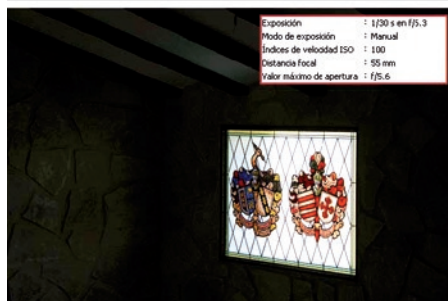 Exposición : 1/30 s en f/5.3
Modo de exposición : Manual
Índices de velocidad ISO : 100
Distancia focal : 55 mm
Valor máximo de apertura : f/5.6